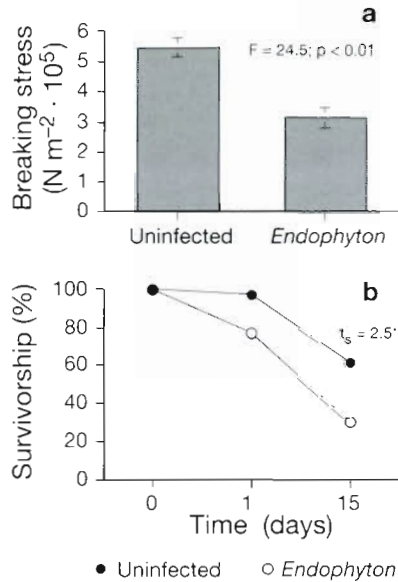 a
Breaking stress
(N m⁻² · 10⁵)
6
5
4
3
2
1
0
F = 24.5; p < 0.01
Uninfected Endophyton
b
Survivorship (%)
100
80
60
40
20
0
tₛ = 2.5*
0 1 15
Time (days)
● Uninfected ○ Endophyton